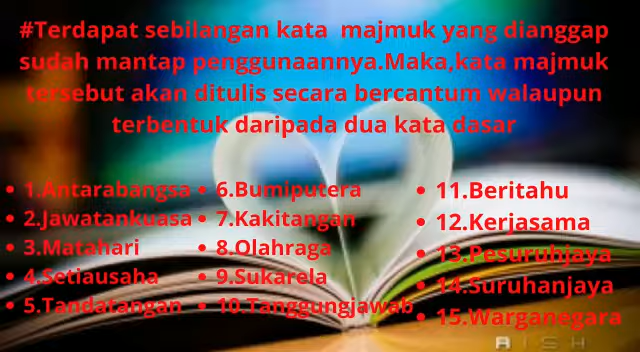 #Terdapat sebilangan kata majmuk yang dianggap
sudah mantap penggunaannya.Maka,kata majmuk
tersebut akan ditulis secara bercantum walaupun
terbentuk daripada dua kata dasar
• 1.Antarabangsa
• 2.Jawatankuasa
• 3.Matahari
• 4.Setiausaha
• 5.Tandatangan
• 6.Bumiputera
• 7.Kakitangan
• 8.Olahraga
• 9.Sukarela
• 10.Tanggungjawab
• 11.Beritahu
• 12.Kerjasama
• 13.Pesuruhjaya
• 14.Suruhanjaya
• 15.Warganegara
AISH